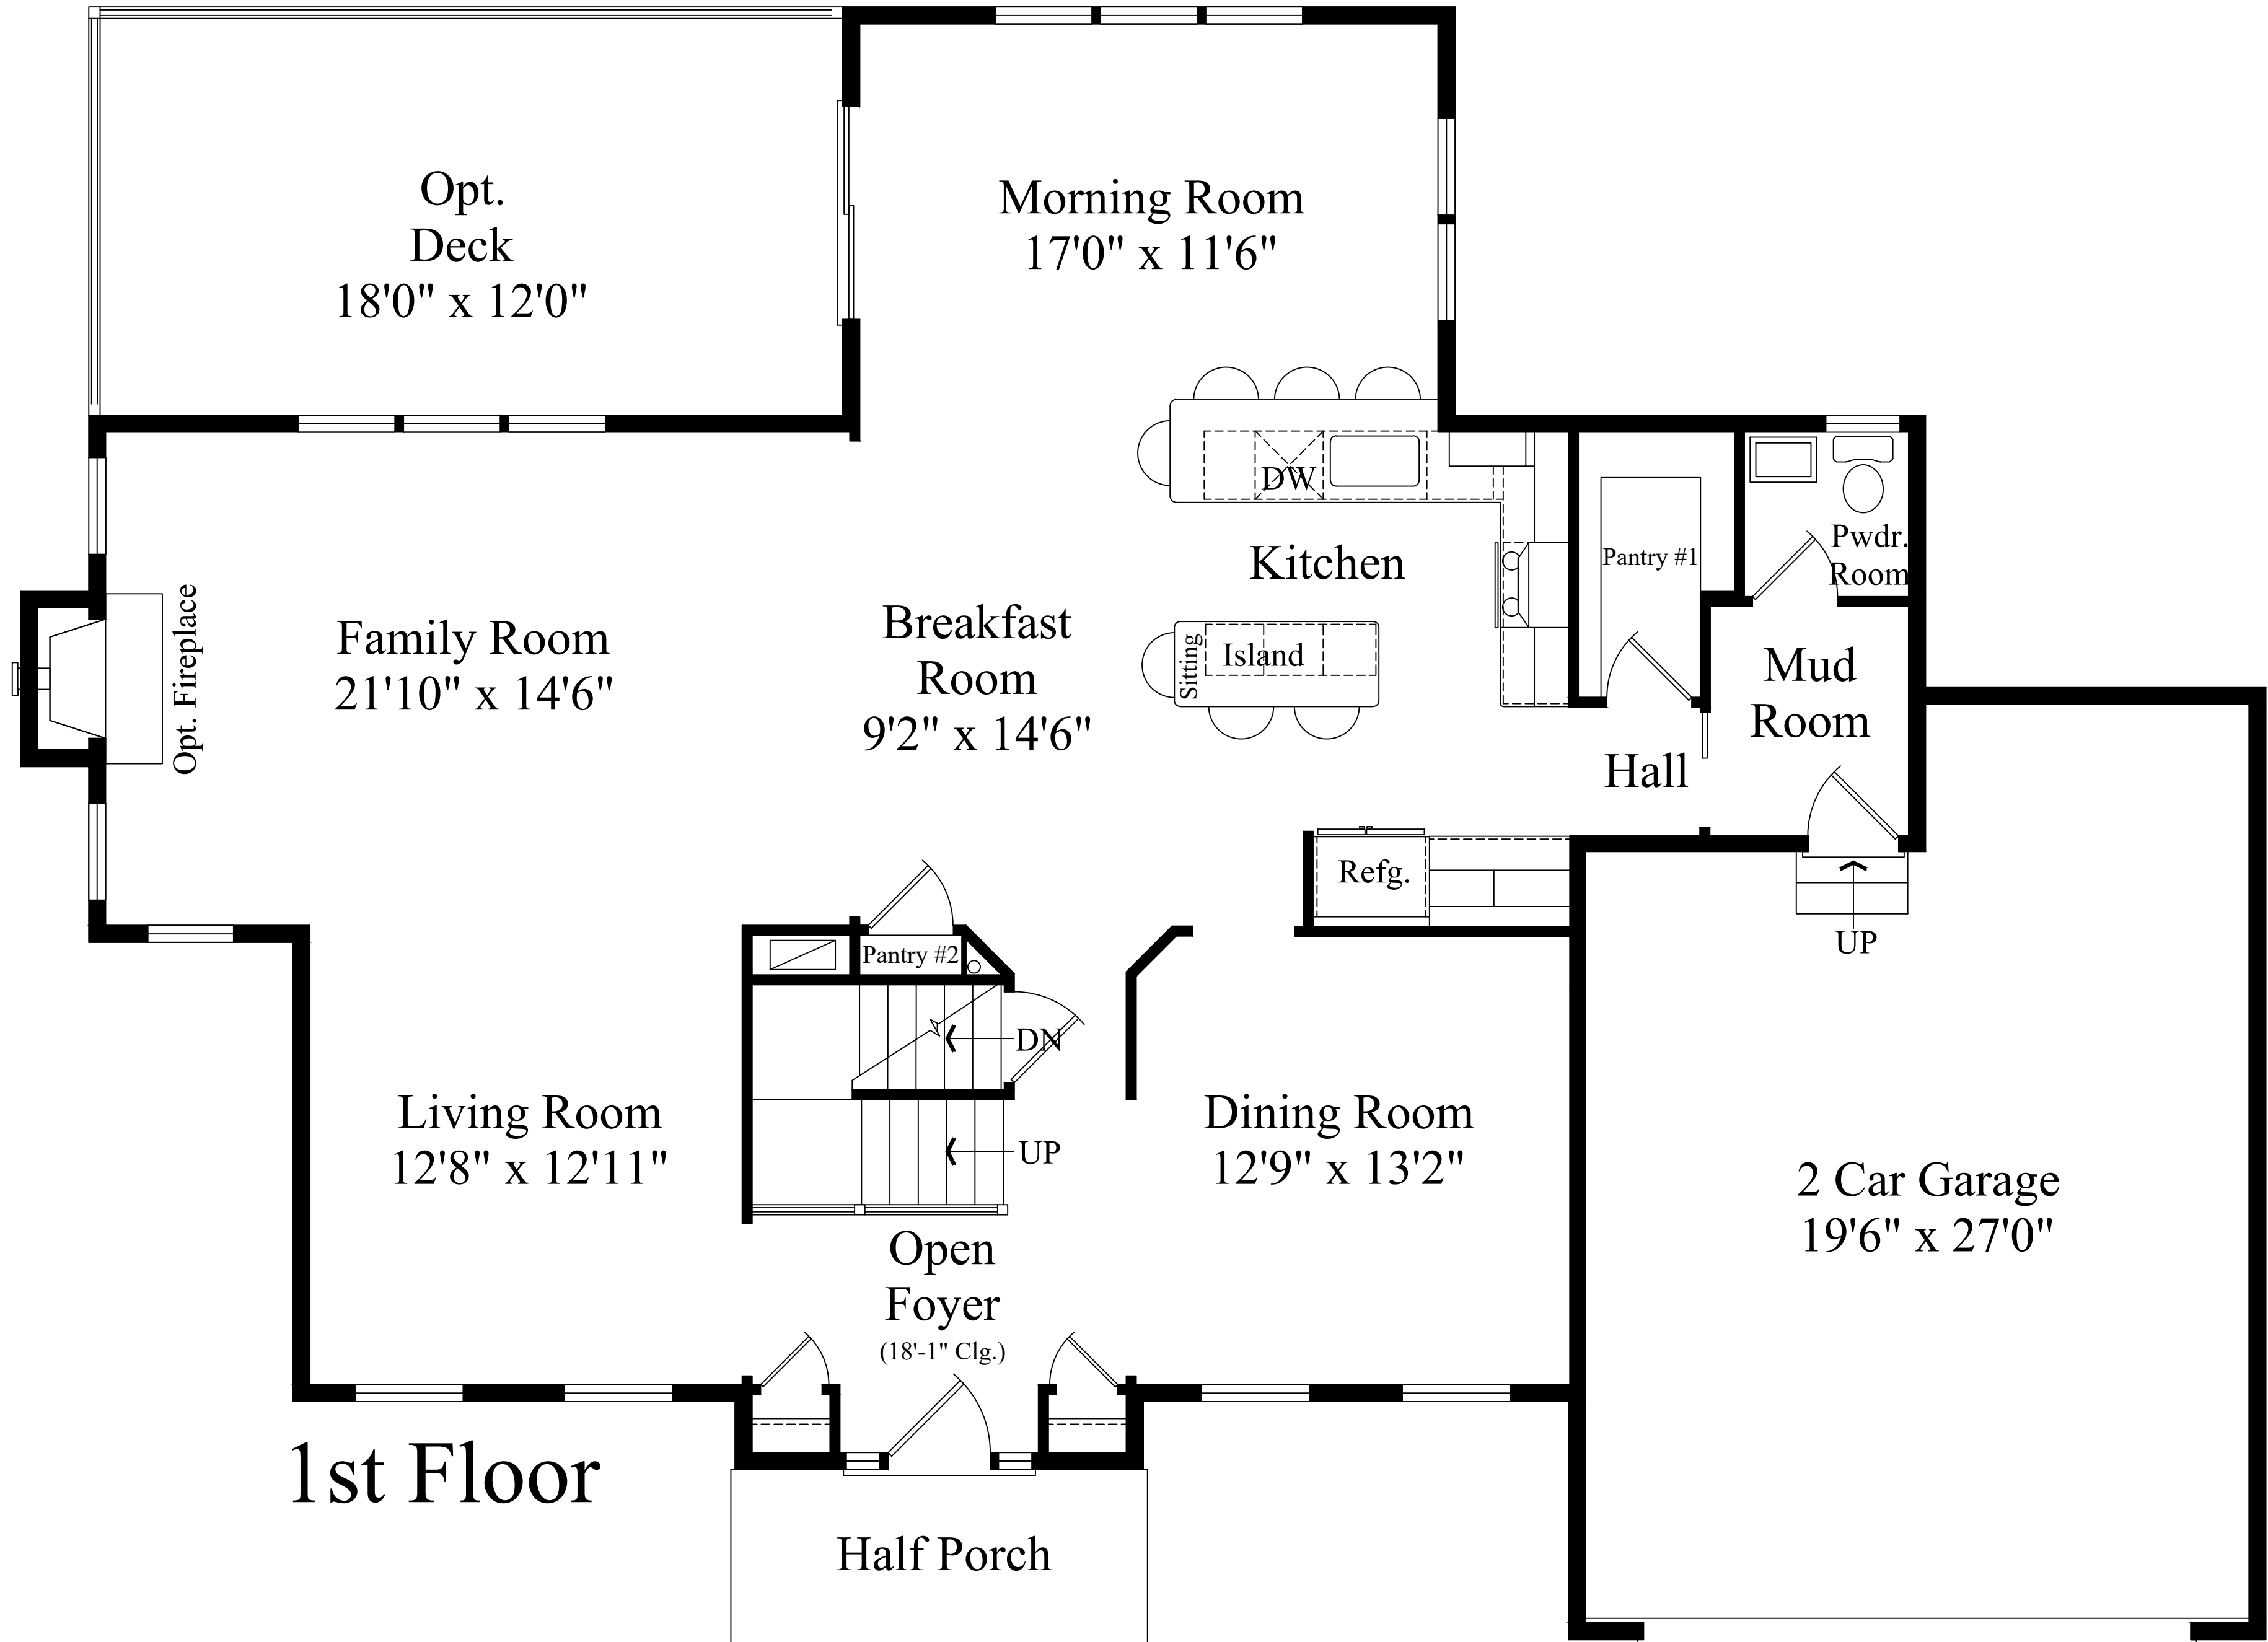 Opt.
Deck
18'0" x 12'0"
Morning Room
17'0" x 11'6"
DW
Kitchen
Pantry #1
Pwdr.
Room
Opt. Fireplace
Family Room
21'10" x 14'6"
Breakfast
Room
9'2" x 14'6"
Sitting
Island
Mud
Room
Hall
Refg.
UP
Pantry #2
DN
UP
Living Room
12'8" x 12'11"
Dining Room
12'9" x 13'2"
2 Car Garage
19'6" x 27'0"
Open
Foyer
(18'-1" Clg.)
1st Floor
Half Porch